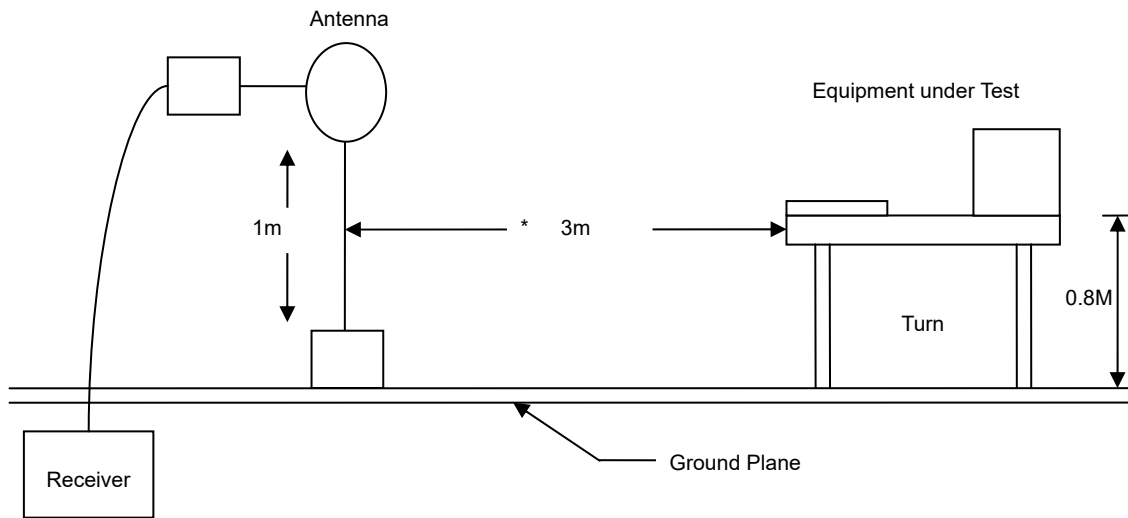 Antenna
Equipment under Test
1m
* 3m
0.8M
Turn
Receiver
Ground Plane